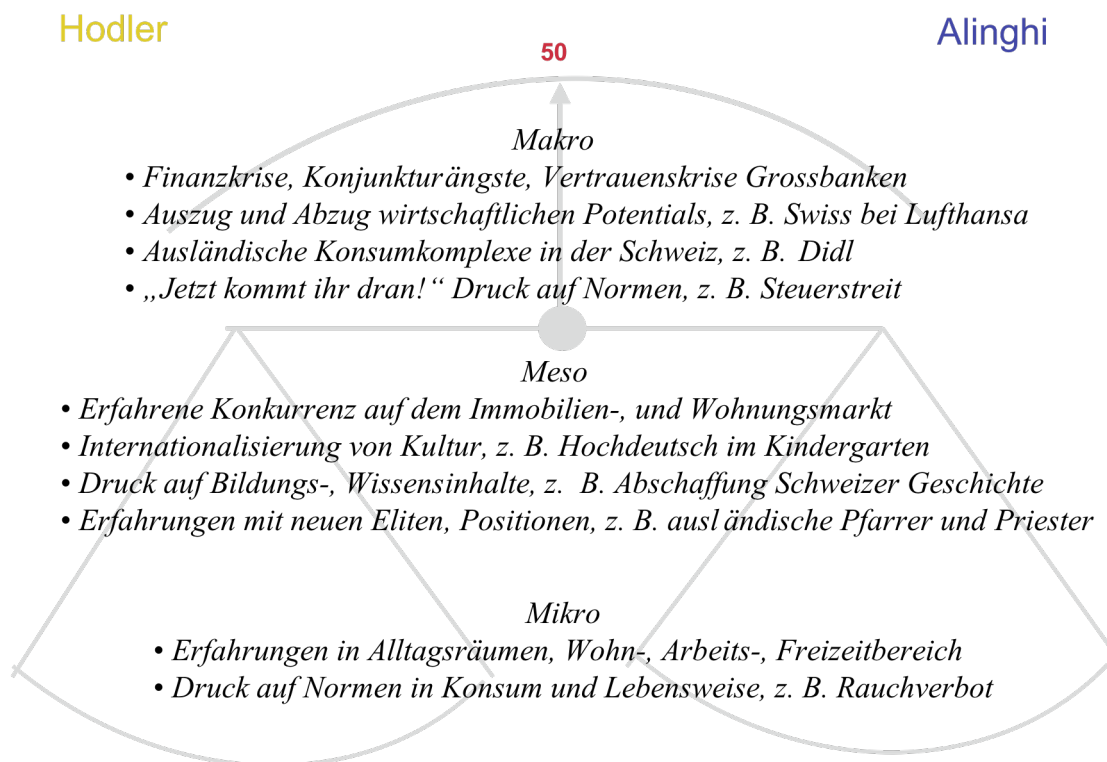 Hodler
Alinghi
50
Makro
• Finanzkrise, Konjunkturängste, Vertrauenskrise Grossbanken
• Auszug und Abzug wirtschaftlichen Potentials, z. B. Swiss bei Lufthansa
• Ausländische Konsumkomplexe in der Schweiz, z. B. Didl
• „Jetzt kommt ihr dran!“ Druck auf Normen, z. B. Steuerstreit
Meso
• Erfahrene Konkurrenz auf dem Immobilien-, und Wohnungsmarkt
• Internationalisierung von Kultur, z. B. Hochdeutsch im Kindergarten
• Druck auf Bildungs-, Wissensinhalte, z. B. Abschaffung Schweizer Geschichte
• Erfahrungen mit neuen Eliten, Positionen, z. B. ausländische Pfarrer und Priester
Mikro
• Erfahrungen in Alltagsräumen, Wohn-, Arbeits-, Freizeitbereich
• Druck auf Normen in Konsum und Lebensweise, z. B. Rauchverbot